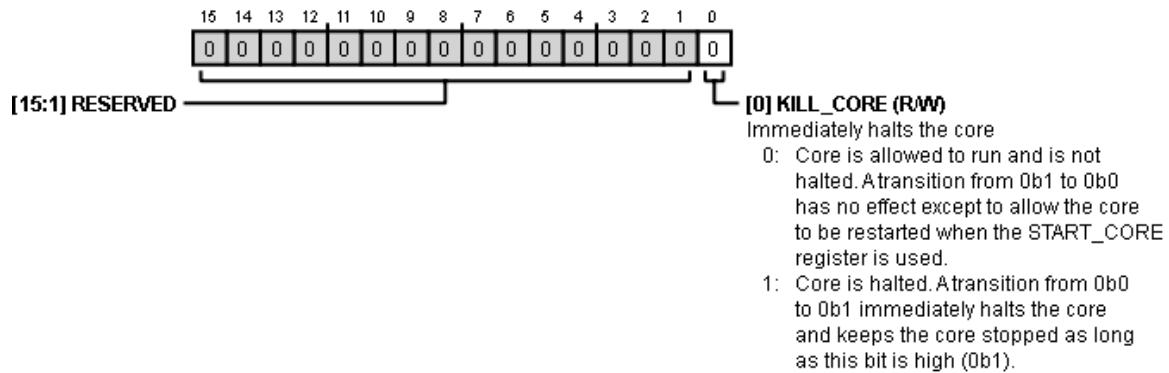 15 14 13 12 11 10 9 8 7 6 5 4 3 2 1 0
0 0 0 0 0 0 0 0 0 0 0 0 0 0 0 0
[15:1] RESERVED
[0] KILL_CORE (R/W)
Immediately halts the core
0: Core is allowed to run and is not
halted. A transition from 0b1 to 0b0
has no effect except to allow the core
to be restarted when the START_CORE
register is used.
1: Core is halted. A transition from 0b0
to 0b1 immediately halts the core
and keeps the core stopped as long
as this bit is high (0b1).